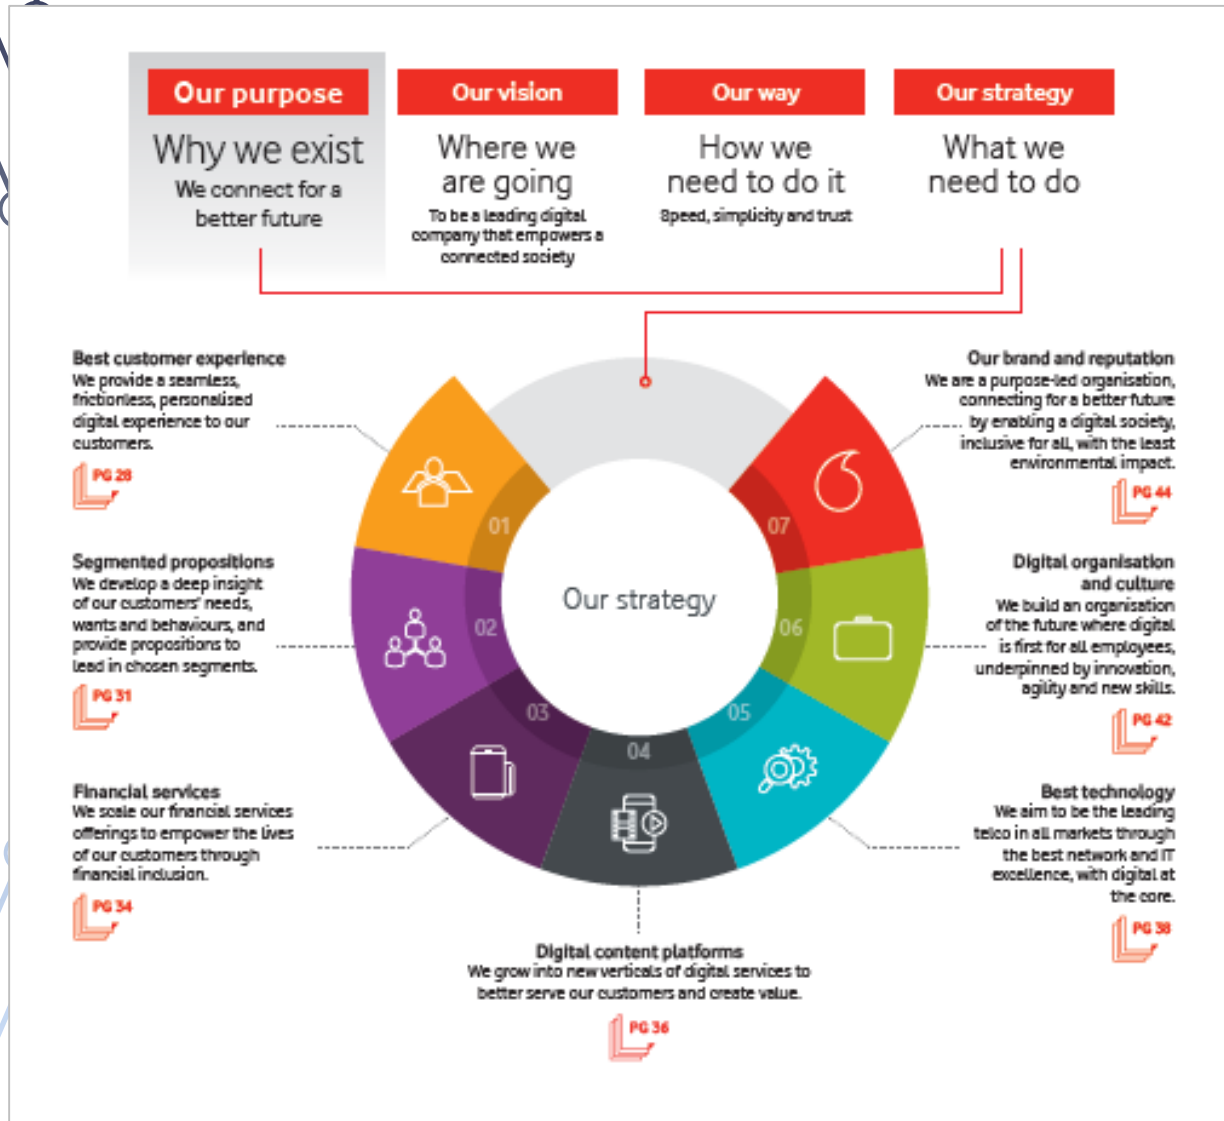 Our purpose
Why we exist
We connect for a
better future
Our vision
Where we
are going
To be a leading digital
company that empowers a
connected society
Our way
How we
need to do it
Speed, simplicity and trust
Our strategy
What we
need to do
Best customer experience
We provide a seamless,
frictionless, personalised
digital experience to our
customers.
PG 28
Segmented propositions
We develop a deep insight
of our customers' needs,
wants and behaviours, and
provide propositions to
lead in chosen segments.
PG 31
Financial services
We scale our financial services
offerings to empower the lives
of our customers through
financial inclusion.
PG 34
Digital content platforms
We grow into new verticals of digital services to
better serve our customers and create value.
PG 36
Our brand and reputation
We are a purpose-led organisation,
connecting for a better future
by enabling a digital society,
inclusive for all, with the least
environmental impact.
PG 44
Digital organisation
and culture
We build an organisation
of the future where digital
is first for all employees,
underpinned by innovation,
agility and new skills.
PG 42
Best technology
We aim to be the leading
telco in all markets through
the best network and IT
excellence, with digital at
the core.
PG 38
01
02
03
04
05
06
07
Our strategy